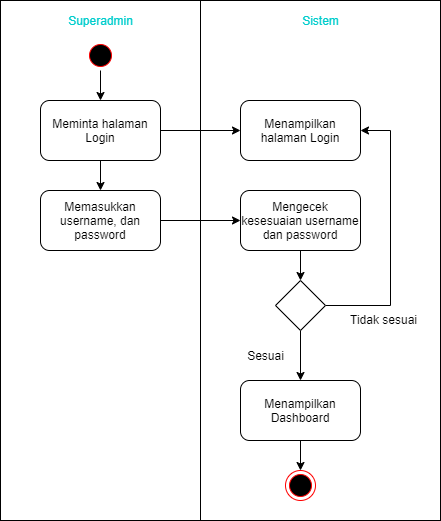 Superadmin
Sistem
Meminta halaman
Login
Menampilkan
halaman Login
Memasukkan
username, dan
password
Mengecek
kesesuaian username
dan password
Tidak sesuai
Sesuai
Menampilkan
Dashboard